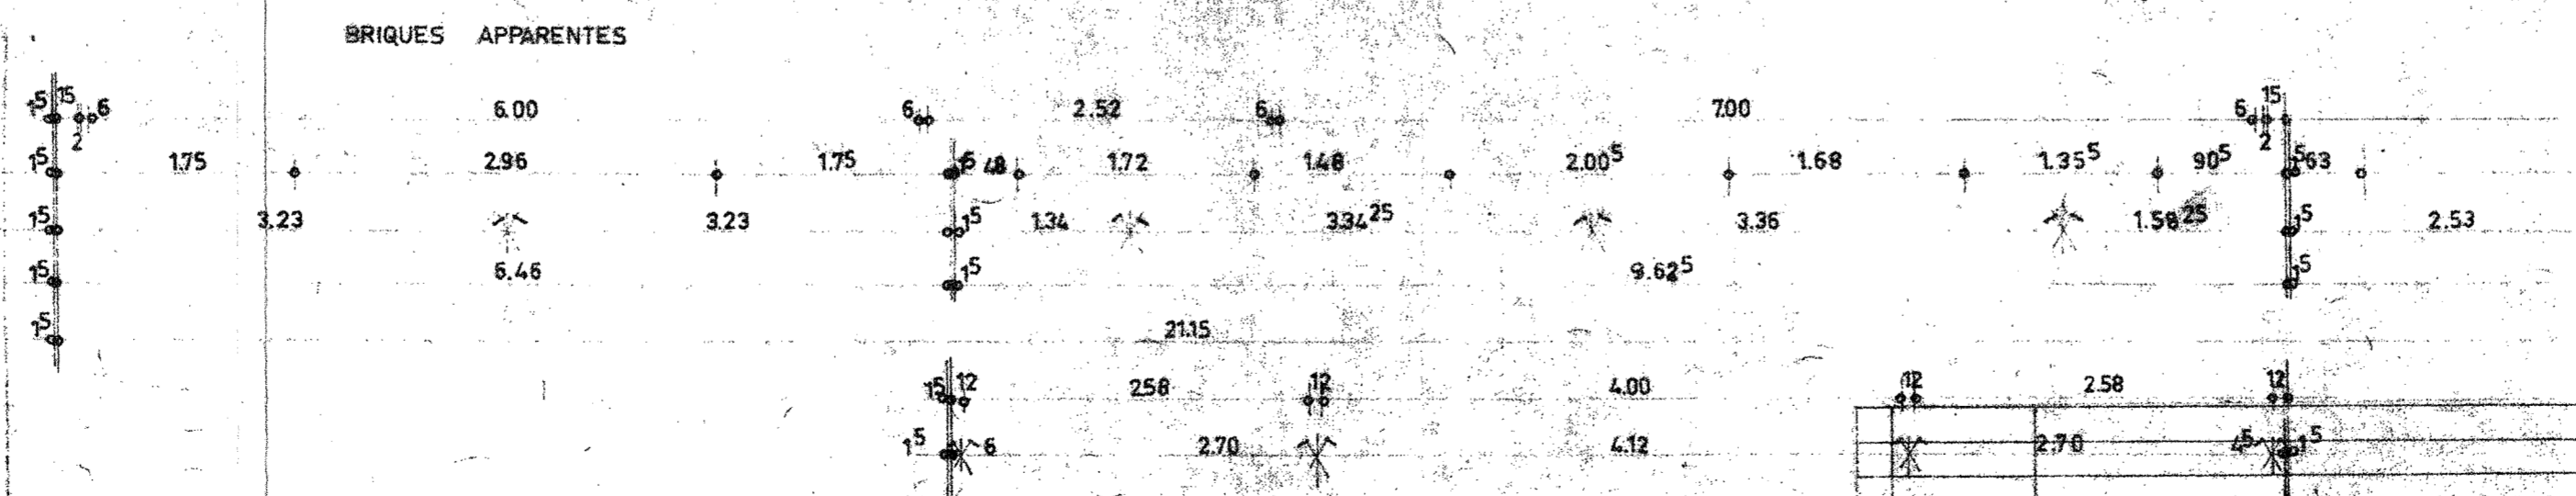 BRIQUES APPARENTES
1⁵ 15 6 6.00 6 2.52 6 7.00 6 15
2 2
1⁵ 1.75 2.96 1.75 1⁵ 48 1.72 1.48 2.00⁵ 1.68 1.35⁵ 90⁵ 1⁵ 63
1⁵ 3.23 3.23 1⁵ 1.34 3.34²⁵ 3.36 1.58²⁵ 1⁵ 2.53
1⁵ 6.46 1⁵ 9.62⁵ 1⁵
1⁵ 21.15
1⁵ 12 2.58 12 4.00 12 2.58 12
1⁵ 6 2.70 4.12 2.70 4⁵ 1⁵